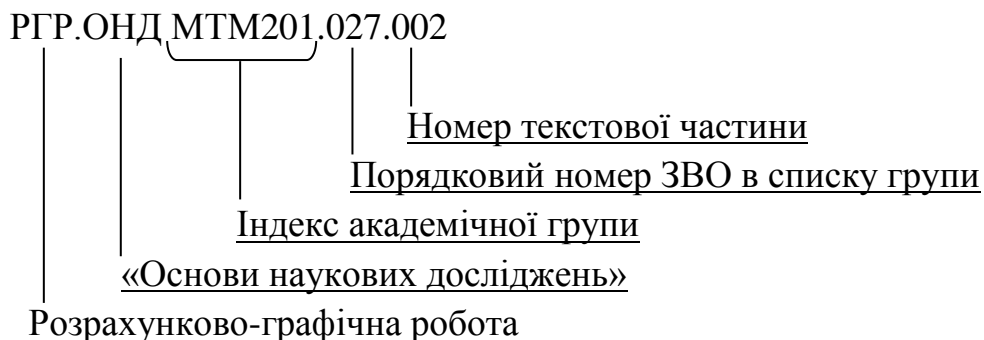 РГР.ОНД МТМ201.027.002
Номер текстової частини
Порядковий номер ЗВО в списку групи
Індекс академічної групи
«Основи наукових досліджень»
Розрахунково-графічна робота